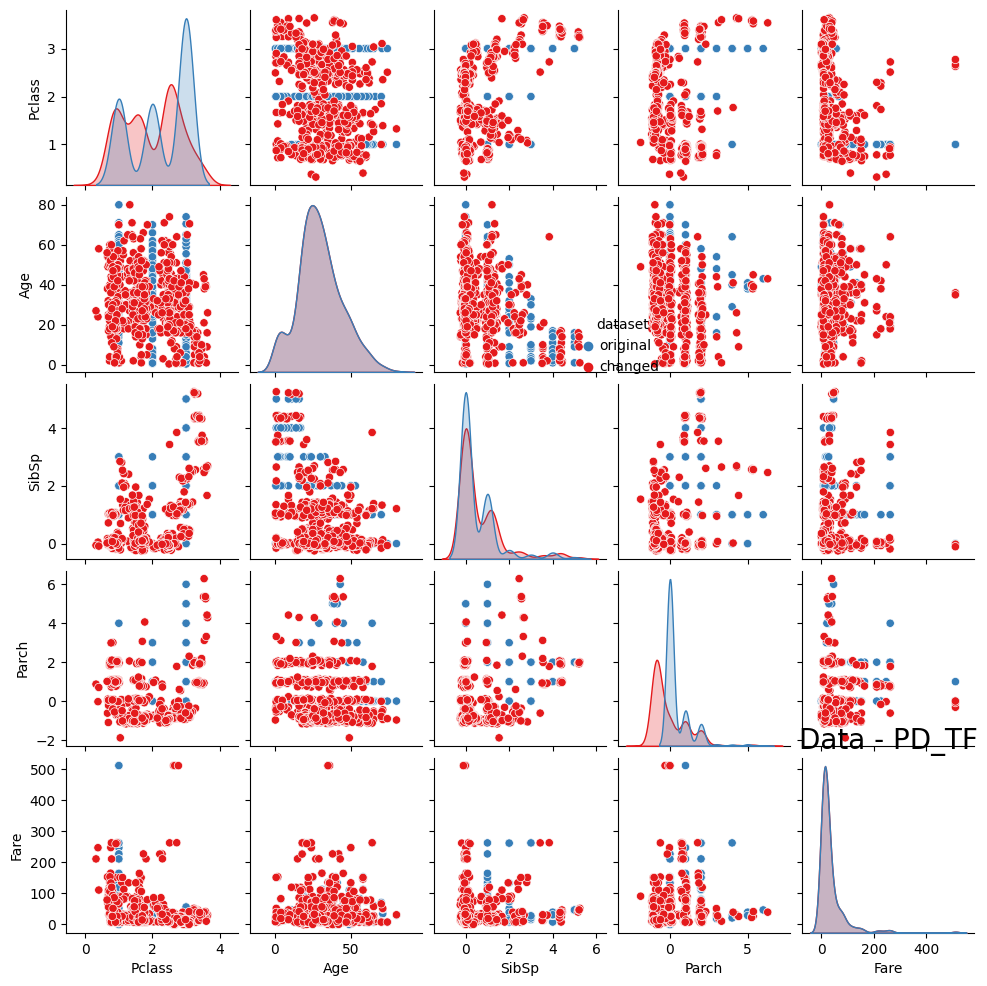 3
2
1
Pclass
80
60
40
20
0
Age
dataset
original
changed
4
2
0
SibSp
6
4
2
0
−2
Parch
Data - PD_TF
500
400
300
200
100
0
Fare
0 2 4 0 50 0 2 4 6 0 5 0 200 400
Pclass Age SibSp Parch Fare